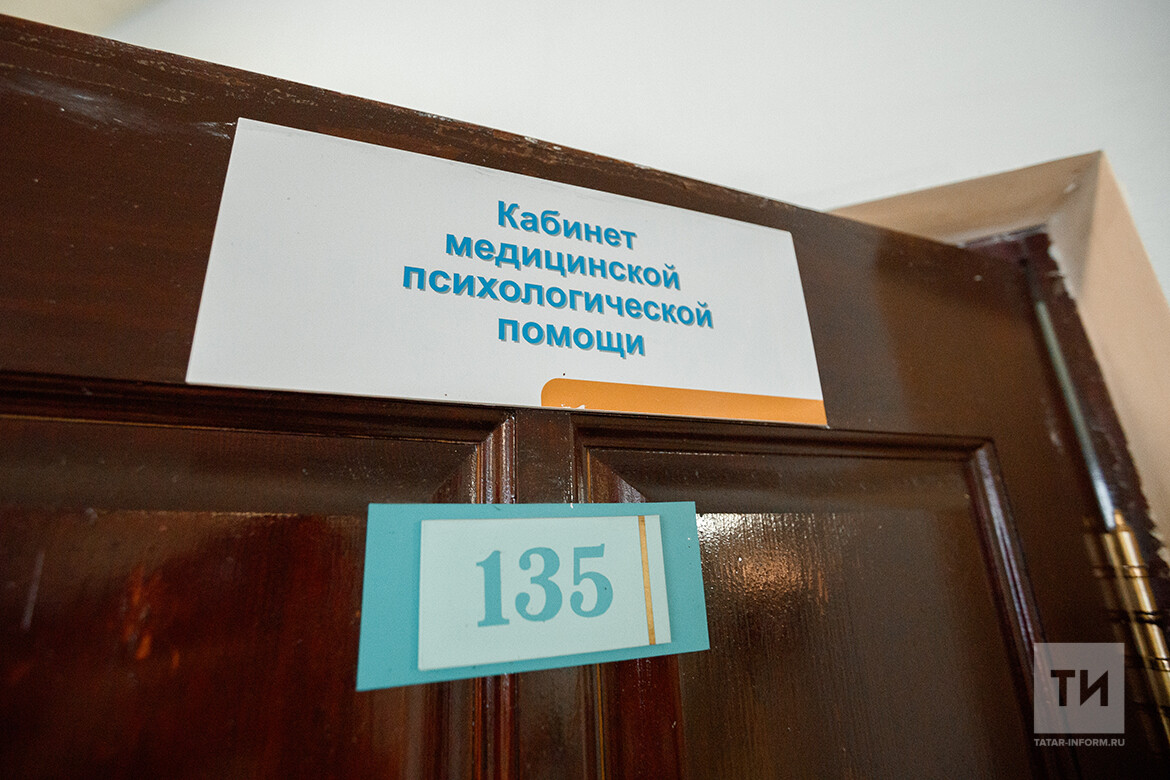 Кабинет
медицинской
психологической
помощи
135
ТИ
TATAR-INFORM.RU